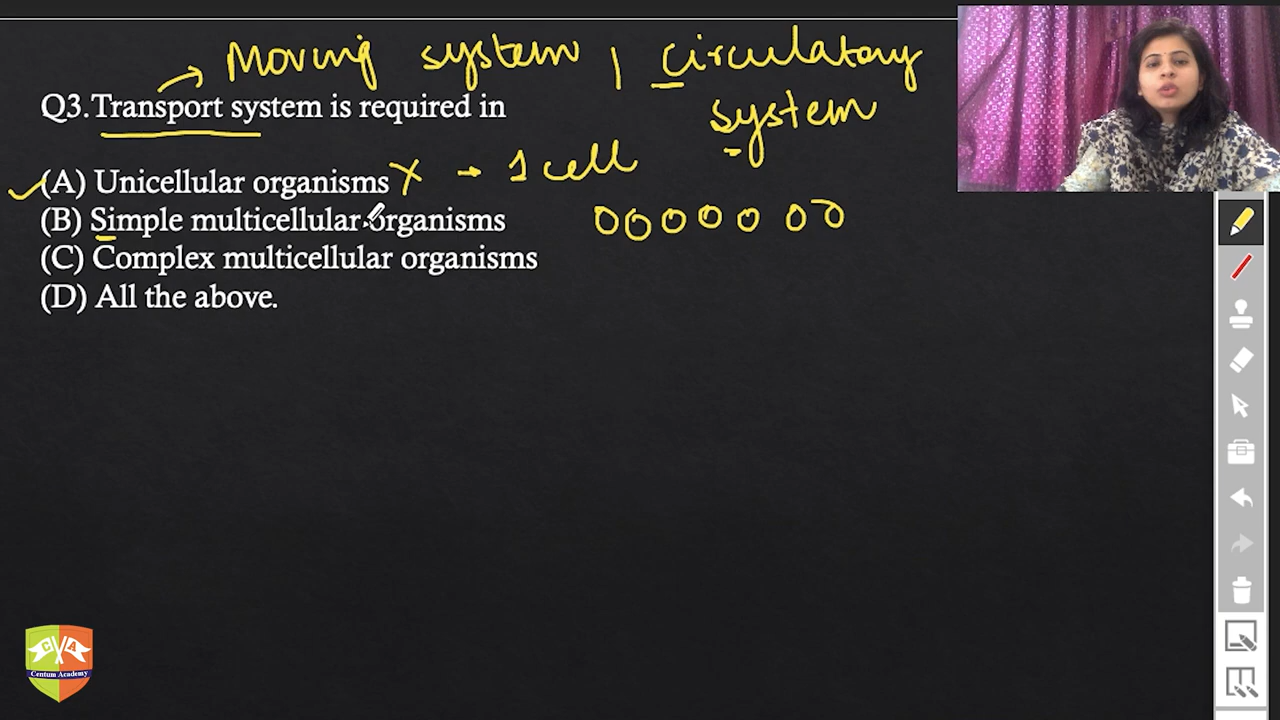 Moving system | circulatory
system
Q3.Transport system is required in
(A) Unicellular organisms X → 1 cell
(B) Simple multicellular organisms
(C) Complex multicellular organisms
(D) All the above.
C A
Centum Academy